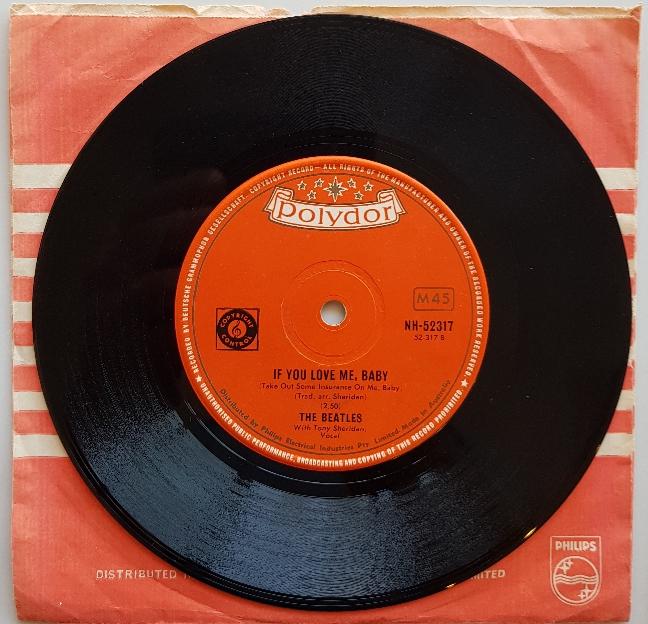 RECORDED BY DEUTSCHE GRAMMOPHON GESELLSCHAFT. COPYRIGHT RECORD — ALL RIGHTS OF THE MANUFACTURER AND OWNER OF THE RECORDED WORK RESERVED
Polydor
M45
COPYRIGHT
CONTROL
NH-52317
52 317 B
IF YOU LOVE ME, BABY
(Take Out Some Insurance On Me, Baby)
(Trad. arr. Sheridan)
(2.50)
THE BEATLES
With Tony Sheridan,
Vocal
Distributed by Philips Electrical Industries Pty. Limited. Made in Australia
★ UNAUTHORISED PUBLIC PERFORMANCE, BROADCASTING AND COPYING OF THIS RECORD PROHIBITED ★
PHILIPS
DISTRIBUTED